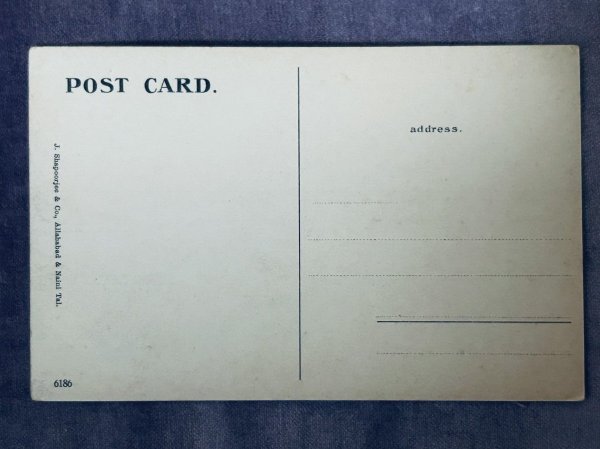 POST CARD.
address.
J. Shapoorjee & Co., Allahabad & Naini Tal.
6186